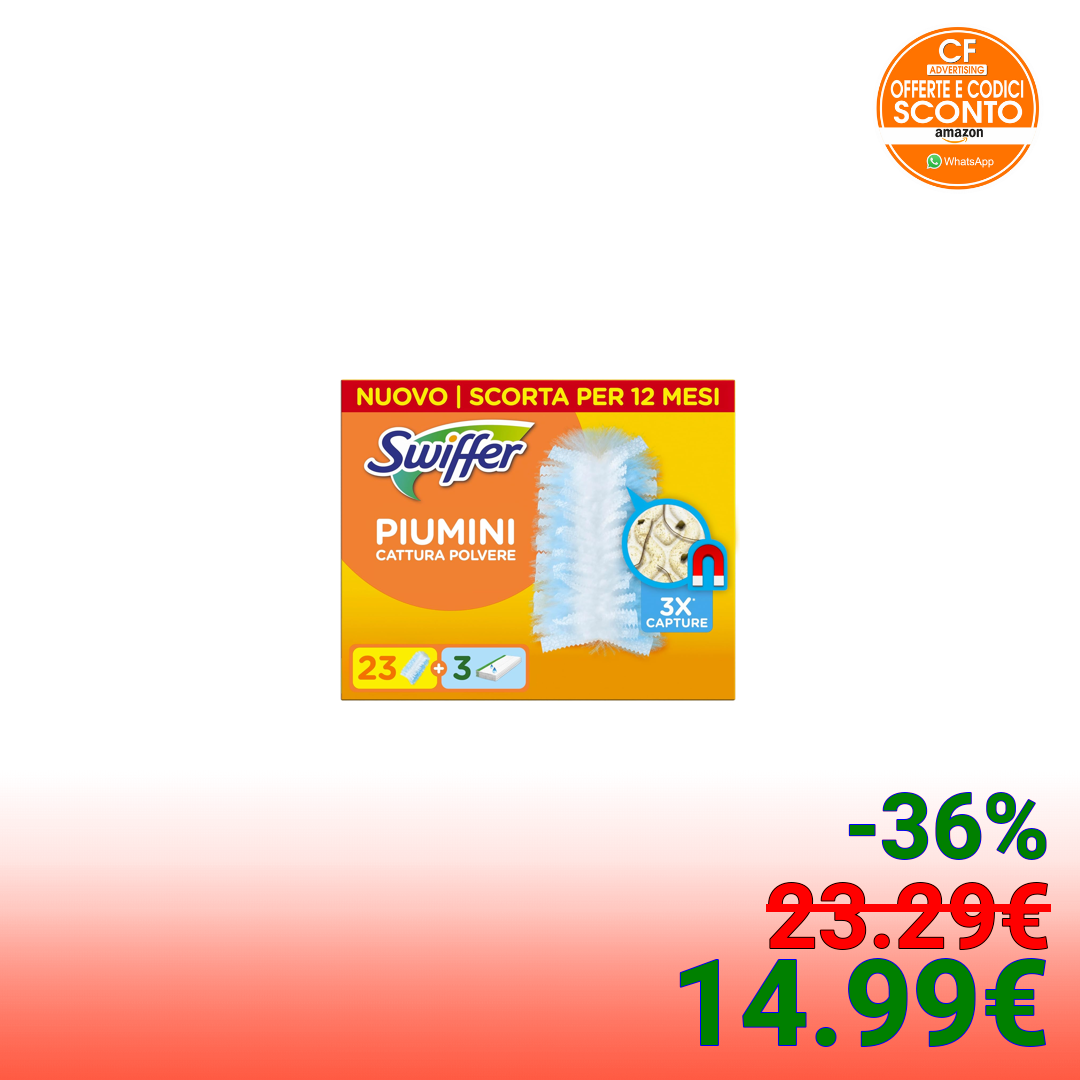 CF
ADVERTISING
OFFERTE E CODICI
SCONTO
amazon
WhatsApp
NUOVO | SCORTA PER 12 MESI
Swiffer
PIUMINI
CATTURA POLVERE
3X*
CAPTURE
23 + 3
-36%
23.29€
14.99€